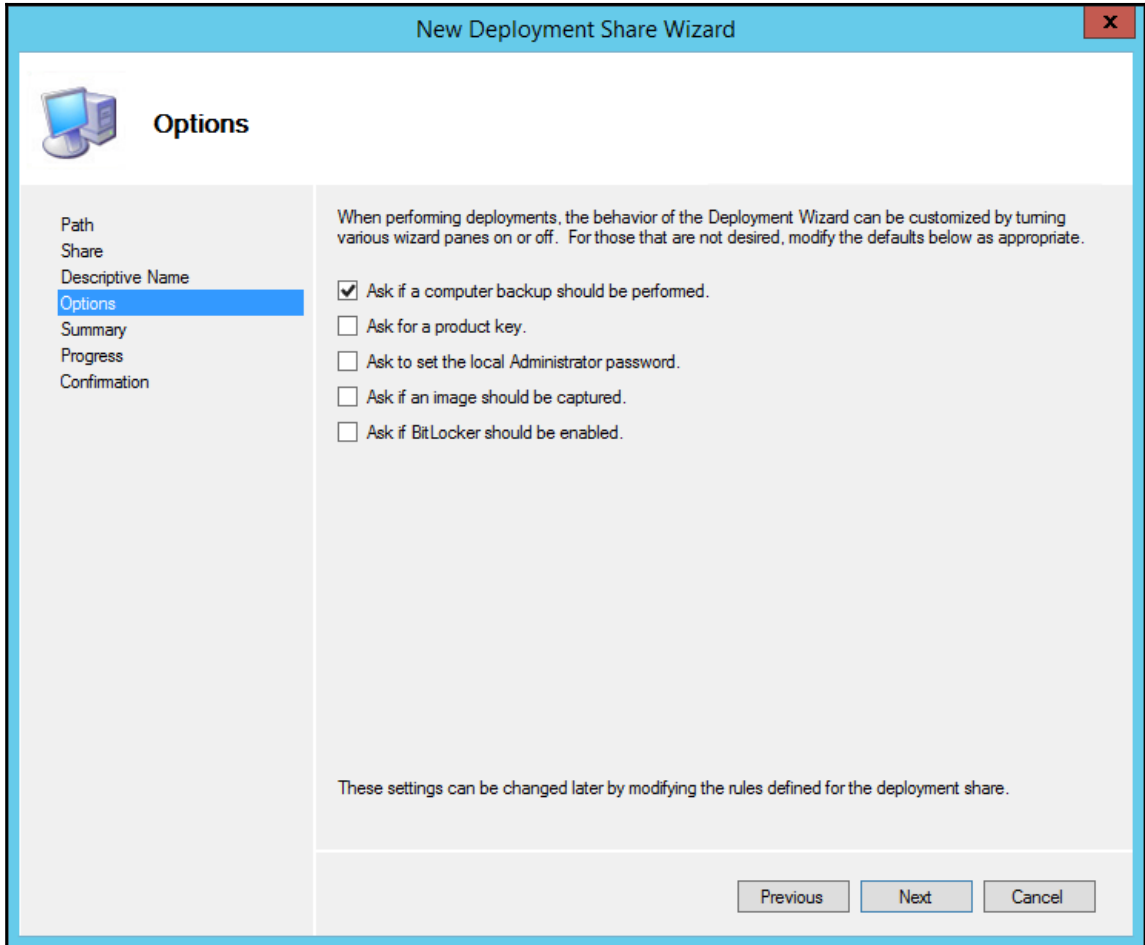 New Deployment Share Wizard
x
Options
Path
Share
Descriptive Name
Options
Summary
Progress
Confirmation
When performing deployments, the behavior of the Deployment Wizard can be customized by turning
various wizard panes on or off.  For those that are not desired, modify the defaults below as appropriate.
Ask if a computer backup should be performed.
Ask for a product key.
Ask to set the local Administrator password.
Ask if an image should be captured.
Ask if BitLocker should be enabled.
These settings can be changed later by modifying the rules defined for the deployment share.
Previous
Next
Cancel